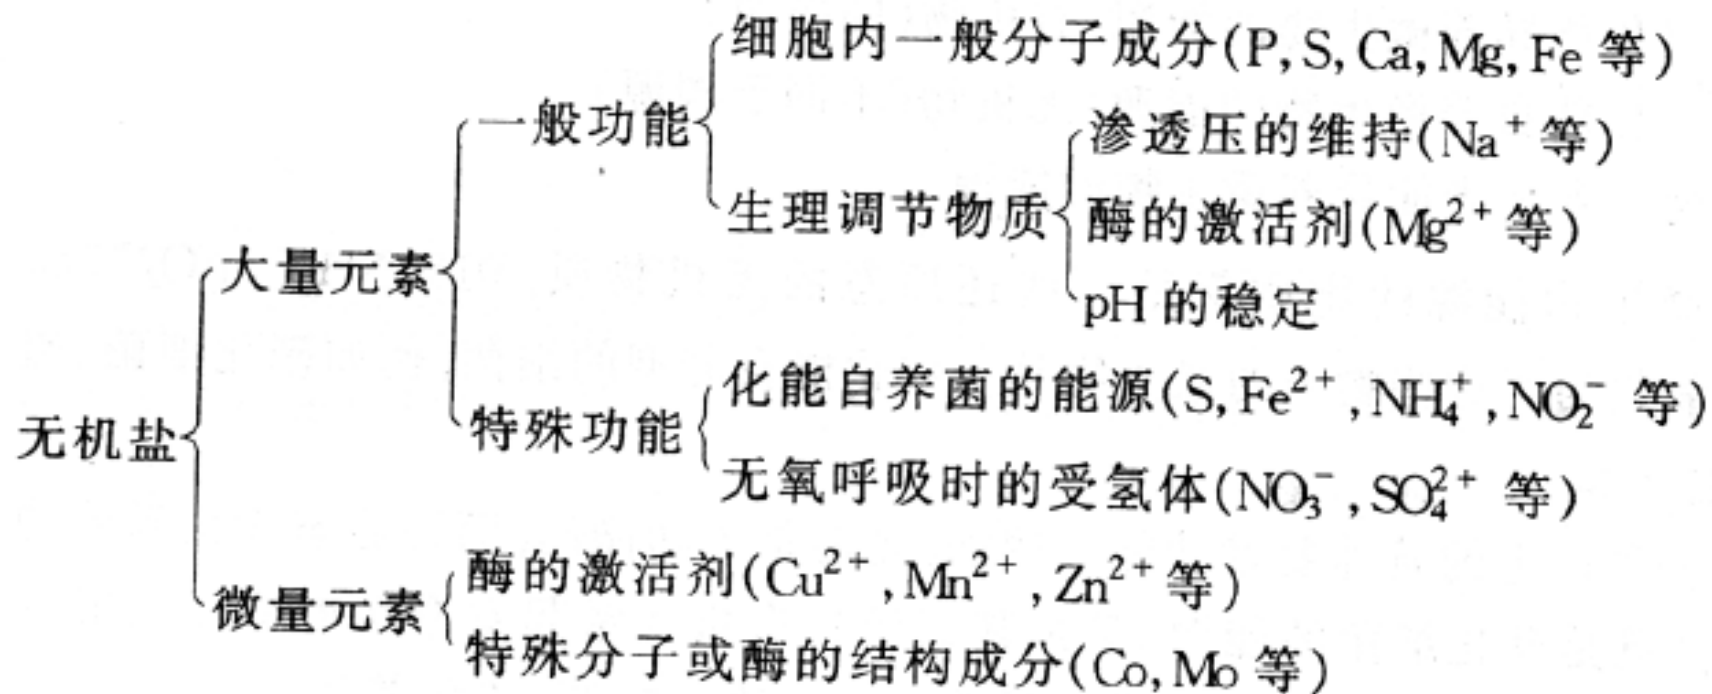 细胞内一般分子成分(P, S, Ca, Mg, Fe 等)
一般功能
渗透压的维持(Na⁺ 等)
生理调节物质
酶的激活剂(Mg²⁺ 等)
大量元素
pH 的稳定
化能自养菌的能源(S, Fe²⁺, NH₄⁺, NO₂⁻ 等)
特殊功能
无机盐
无氧呼吸时的受氢体(NO₃⁻, SO₄²⁺ 等)
酶的激活剂(Cu²⁺, Mn²⁺, Zn²⁺ 等)
微量元素
特殊分子或酶的结构成分(Co, Mo 等)